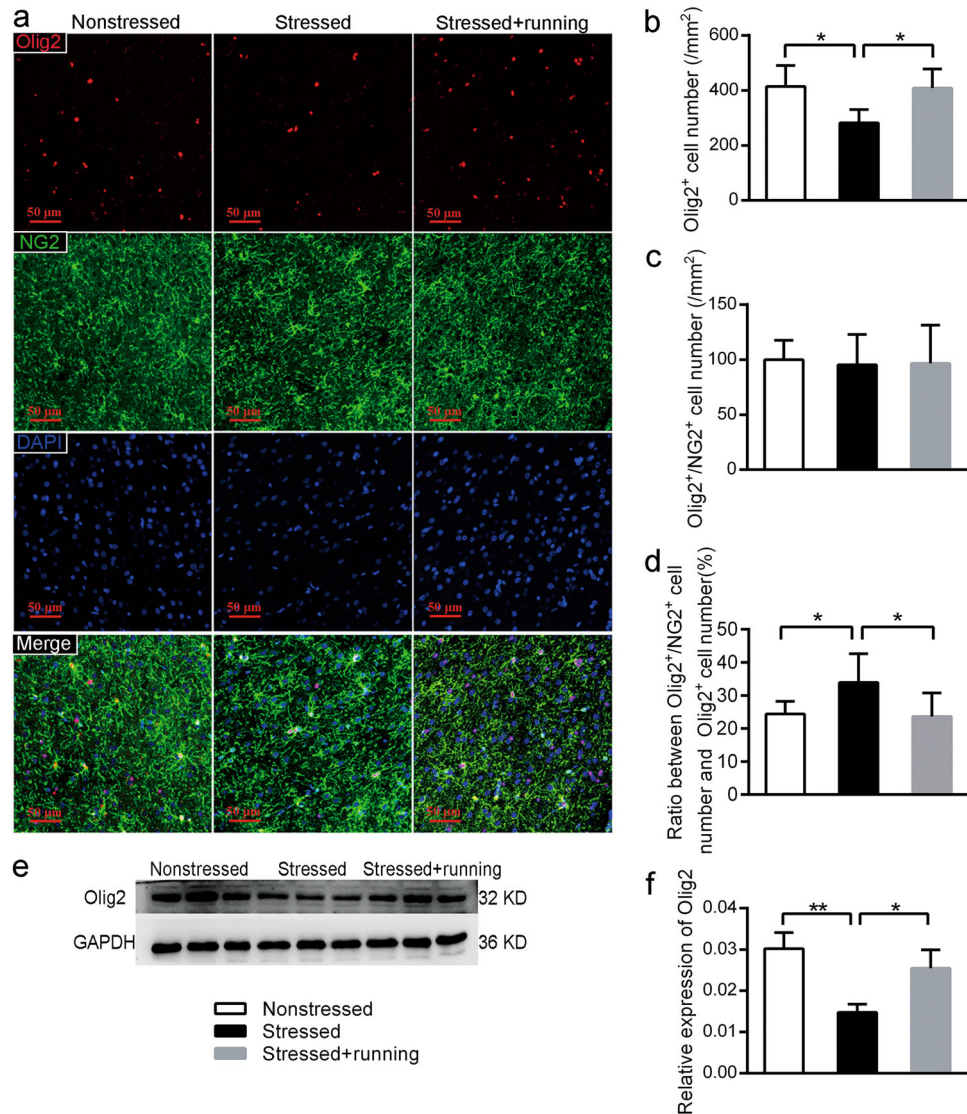 a
Nonstressed Stressed Stressed+running
Olig2
50 μm 50 μm 50 μm
NG2
50 μm 50 μm 50 μm
DAPI
50 μm 50 μm 50 μm
Merge
50 μm 50 μm 50 μm
b
Olig2+ cell number (/mm²)
600
400
200
0
* *
c
Olig2+/NG2+ cell number (/mm²)
150
100
50
0
d
Ratio between Olig2+/NG2+ cell
number and Olig2+ cell number(%)
50
40
30
20
10
0
* *
e
Nonstressed Stressed Stressed+running
Olig2 32 KD
GAPDH 36 KD
Nonstressed
Stressed
Stressed+running
f
Relative expression of Olig2
0.04
0.03
0.02
0.01
0.00
** *